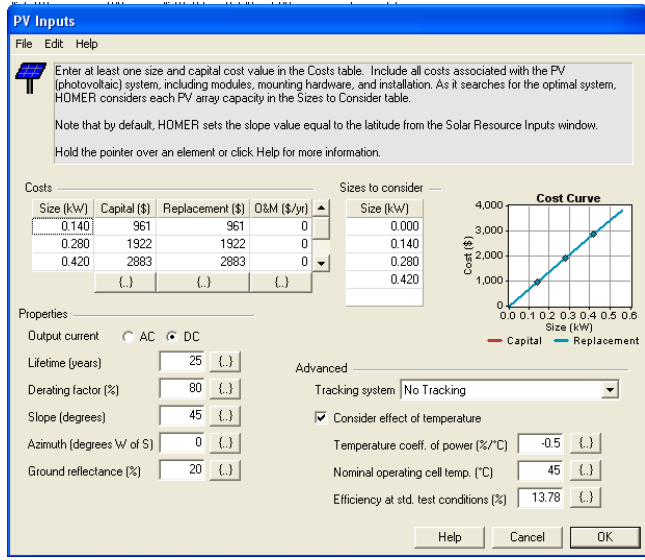 PV Inputs
File Edit Help
Enter at least one size and capital cost value in the Costs table. Include all costs associated with the PV
(photovoltaic) system, including modules, mounting hardware, and installation. As it searches for the optimal system,
HOMER considers each PV array capacity in the Sizes to Consider table.
Note that by default, HOMER sets the slope value equal to the latitude from the Solar Resource Inputs window.
Hold the pointer over an element or click Help for more information.
Costs
Size (kW) Capital ($) Replacement ($) O&M ($/yr)
0.140 961 961 0
0.280 1922 1922 0
0.420 2883 2883 0
{..} {..} {..}
Sizes to consider
Size (kW)
0.000
0.140
0.280
0.420
Cost Curve
4,000
3,000
2,000
1,000
0
Cost ($)
0.0 0.1 0.2 0.3 0.4 0.5 0.6
Size (kW)
Capital Replacement
Properties
Output current AC DC
Lifetime (years) 25 {..}
Derating factor (%) 80 {..}
Slope (degrees) 45 {..}
Azimuth (degrees W of S) 0 {..}
Ground reflectance (%) 20 {..}
Advanced
Tracking system No Tracking
Consider effect of temperature
Temperature coeff. of power (%/°C) -0.5 {..}
Nominal operating cell temp. (°C) 45 {..}
Efficiency at std. test conditions (%) 13.78 {..}
Help Cancel OK